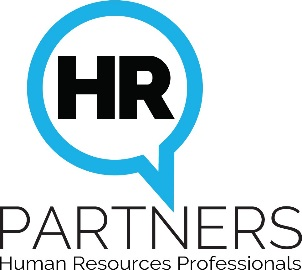 HR
PARTNERS
Human Resources Professionals